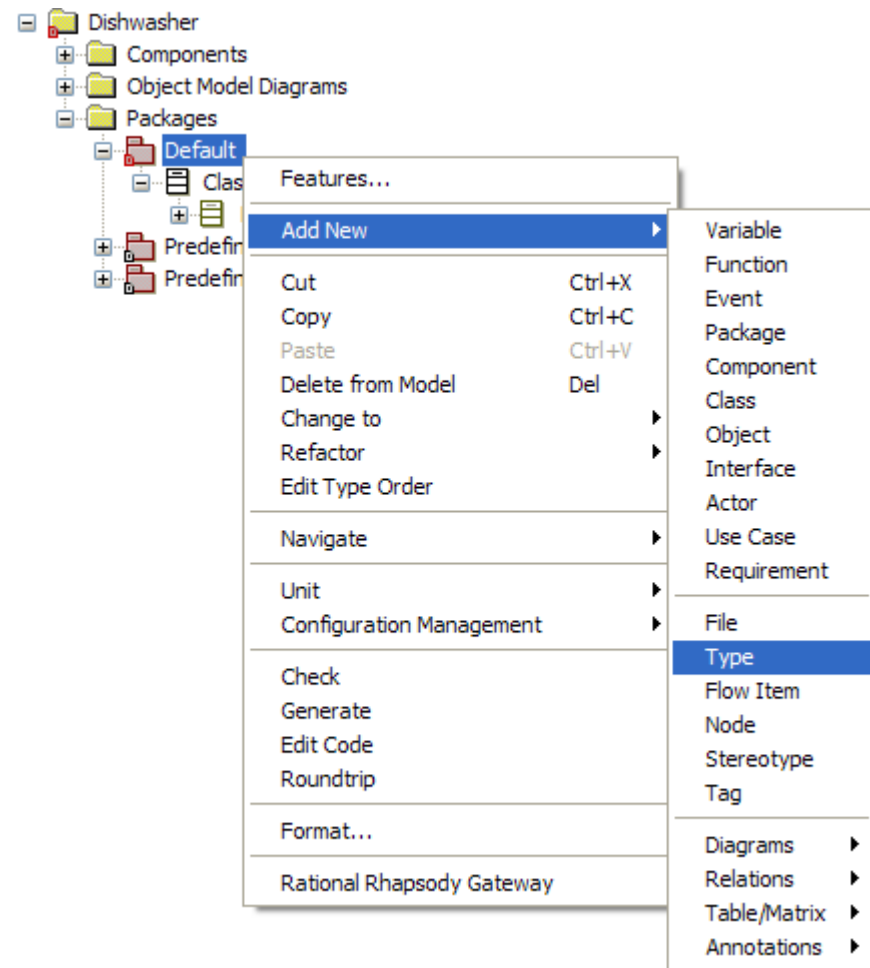 Dishwasher
Components
Object Model Diagrams
Packages
Default
Clas
Predefin
Predefin
Features...
Add New
Cut Ctrl+X
Copy Ctrl+C
Paste Ctrl+V
Delete from Model Del
Change to
Refactor
Edit Type Order
Navigate
Unit
Configuration Management
Check
Generate
Edit Code
Roundtrip
Format...
Rational Rhapsody Gateway
Variable
Function
Event
Package
Component
Class
Object
Interface
Actor
Use Case
Requirement
File
Type
Flow Item
Node
Stereotype
Tag
Diagrams
Relations
Table/Matrix
Annotations